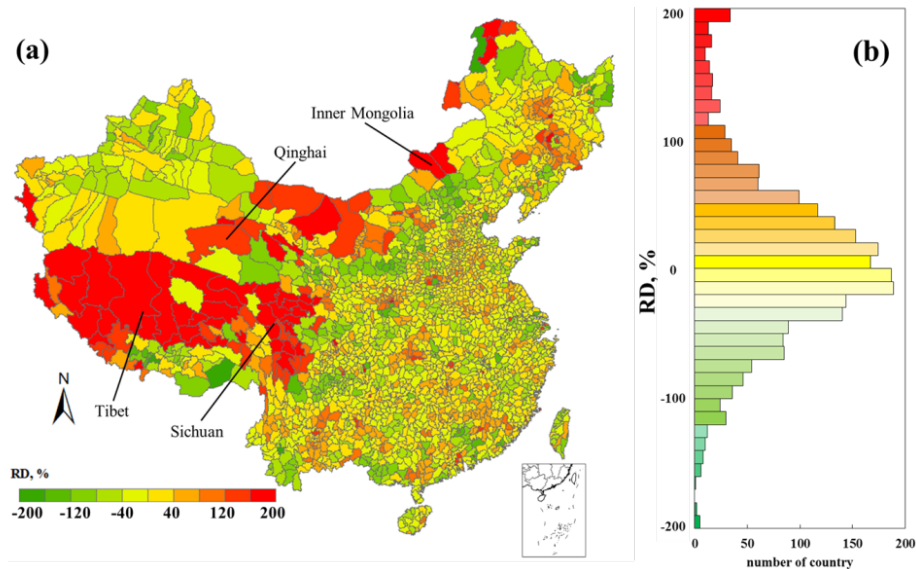 (a)
Inner Mongolia
Qinghai
N
Tibet
Sichuan
RD, %
-200 -120 -40 40 120 200
(b)
200
100
0
-100
-200
RD, %
0 50 100 150 200
number of country